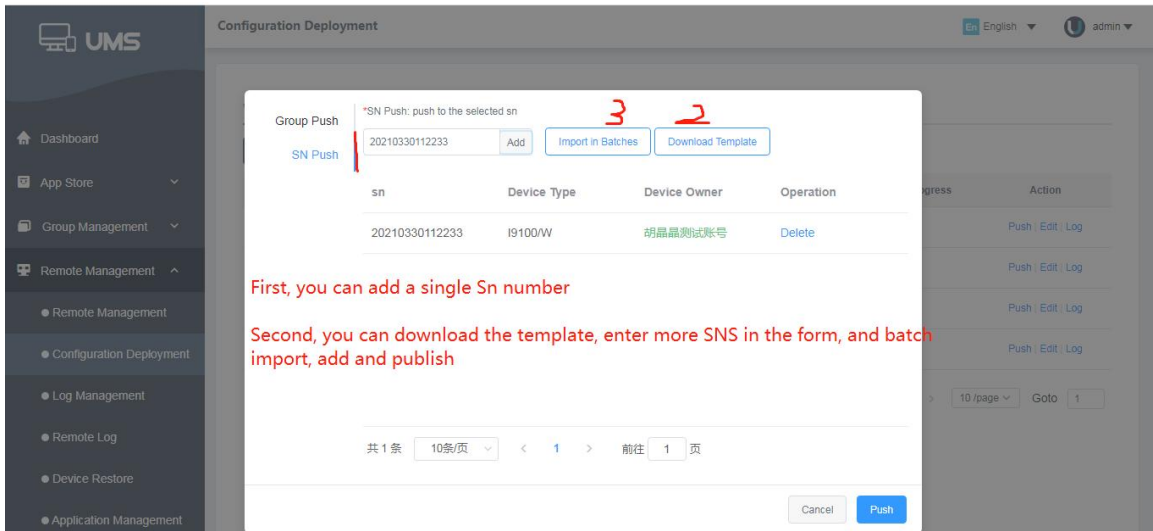 UMS
Configuration Deployment
En English
admin
Dashboard
App Store
Group Management
Remote Management
Remote Management
Configuration Deployment
Log Management
Remote Log
Device Restore
Application Management
Group Push
SN Push
*SN Push: push to the selected sn
1
3
2
20210330112233 Add Import in Batches Download Template
sn Device Type Device Owner Operation
20210330112233 I9100/W 胡晶晶测试账号 Delete
First, you can add a single Sn number
Second, you can download the template, enter more SNS in the form, and batch
import, add and publish
共 1 条 10条/页 < 1 > 前往 1 页
Cancel Push
ogress Action
Push Edit Log
Push Edit Log
Push Edit Log
Push Edit Log
> 10 /page Goto 1